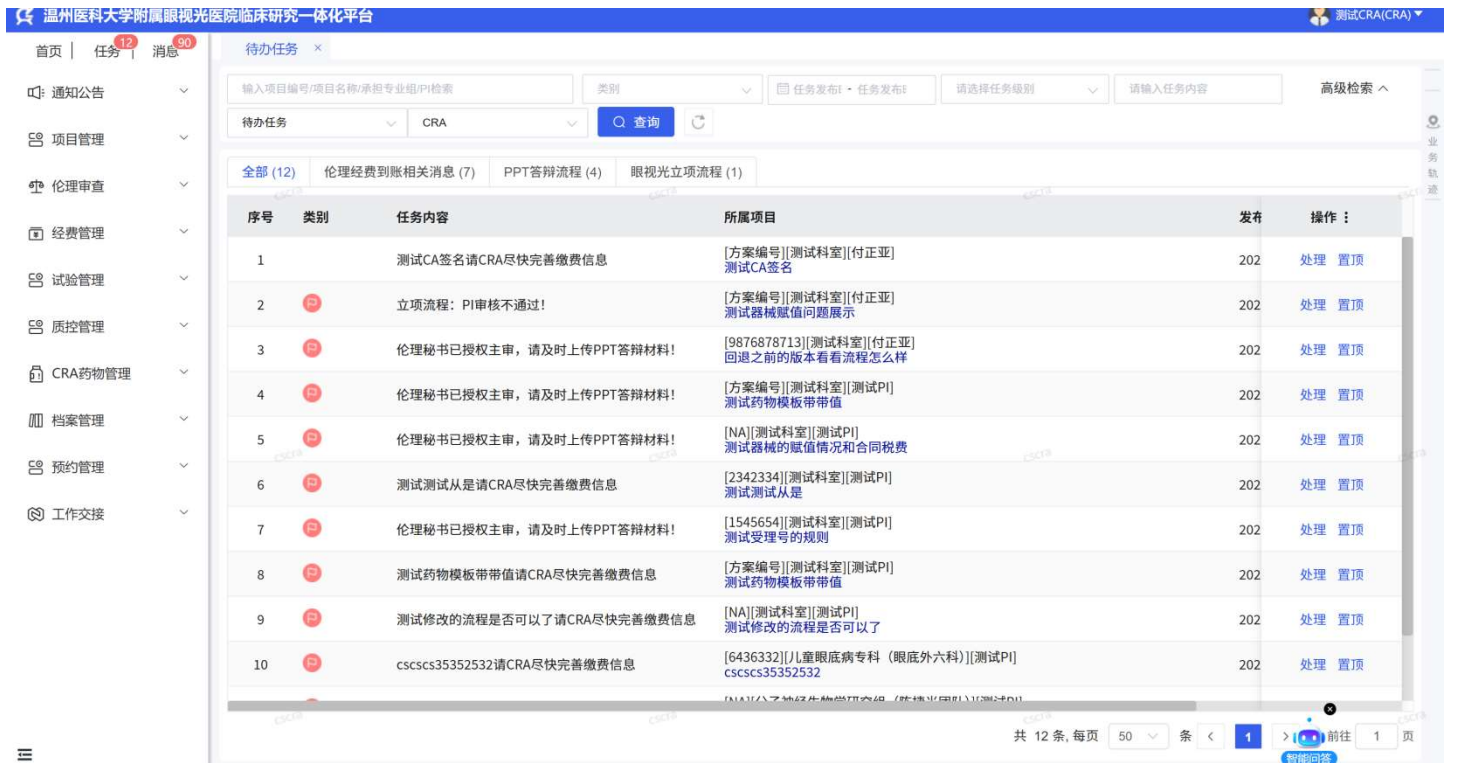 温州医科大学附属眼视光医院临床研究一体化平台
测试CRA(CRA)
首页 任务 12 消息 90
待办任务 ×
通知公告
项目管理
伦理审查
经费管理
试验管理
质控管理
CRA药物管理
档案管理
预约管理
工作交接
输入项目编号/项目名称/承担专业组/PI检索 类别 任务发布 - 任务发布 请选择任务级别 请输入任务内容 高级检索
待办任务 CRA 查询
业务轨迹
全部 (12) 伦理经费到账相关消息 (7) PPT答辩流程 (4) 眼视光立项流程 (1)
序号 类别 任务内容 所属项目 发布 操作
1 测试CA签名请CRA尽快完善缴费信息 [方案编号][测试科室][付正亚] 202 处理 置顶
测试CA签名
2 立项流程：PI审核不通过! [方案编号][测试科室][付正亚] 202 处理 置顶
测试器械赋值问题展示
3 伦理秘书已授权主审，请及时上传PPT答辩材料! [9876878713][测试科室][付正亚] 202 处理 置顶
回退之前的版本看看流程怎么样
4 伦理秘书已授权主审，请及时上传PPT答辩材料! [方案编号][测试科室][测试PI] 202 处理 置顶
测试药物模板带带值
5 伦理秘书已授权主审，请及时上传PPT答辩材料! [NA][测试科室][测试PI] 202 处理 置顶
测试器械的赋值情况和合同税费
6 测试测试从是请CRA尽快完善缴费信息 [2342334][测试科室][测试PI] 202 处理 置顶
测试测试从是
7 伦理秘书已授权主审，请及时上传PPT答辩材料! [1545654][测试科室][测试PI] 202 处理 置顶
测试受理号的规则
8 测试药物模板带带值请CRA尽快完善缴费信息 [方案编号][测试科室][测试PI] 202 处理 置顶
测试药物模板带带值
9 测试修改的流程是否可以了请CRA尽快完善缴费信息 [NA][测试科室][测试PI] 202 处理 置顶
测试修改的流程是否可以了
10 cscscs35352532请CRA尽快完善缴费信息 [6436332][儿童眼底病专科（眼底外六科）][测试PI] 202 处理 置顶
cscscs35352532
共 12 条, 每页 50 条 1 前往 1 页
智能问答
cscra